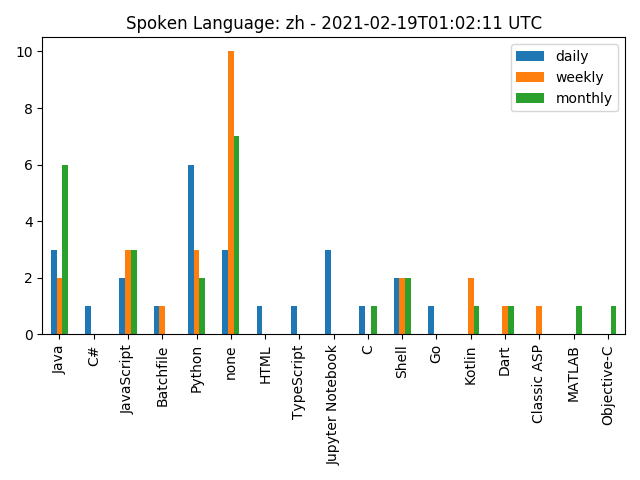 Spoken Language: zh - 2021-02-19T01:02:11 UTC
daily
weekly
monthly
10
8
6
4
2
0
Java
C#
JavaScript
Batchfile
Python
none
HTML
TypeScript
Jupyter Notebook
C
Shell
Go
Kotlin
Dart
Classic ASP
MATLAB
Objective-C